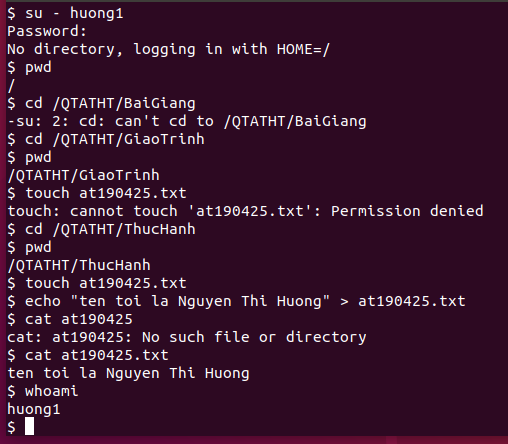 $ su - huong1
Password:
No directory, logging in with HOME=/
$ pwd
/
$ cd /QTATHT/BaiGiang
-su: 2: cd: can't cd to /QTATHT/BaiGiang
$ cd /QTATHT/GiaoTrinh
$ pwd
/QTATHT/GiaoTrinh
$ touch at190425.txt
touch: cannot touch 'at190425.txt': Permission denied
$ cd /QTATHT/ThucHanh
$ pwd
/QTATHT/ThucHanh
$ touch at190425.txt
$ echo "ten toi la Nguyen Thi Huong" > at190425.txt
$ cat at190425
cat: at190425: No such file or directory
$ cat at190425.txt
ten toi la Nguyen Thi Huong
$ whoami
huong1
$